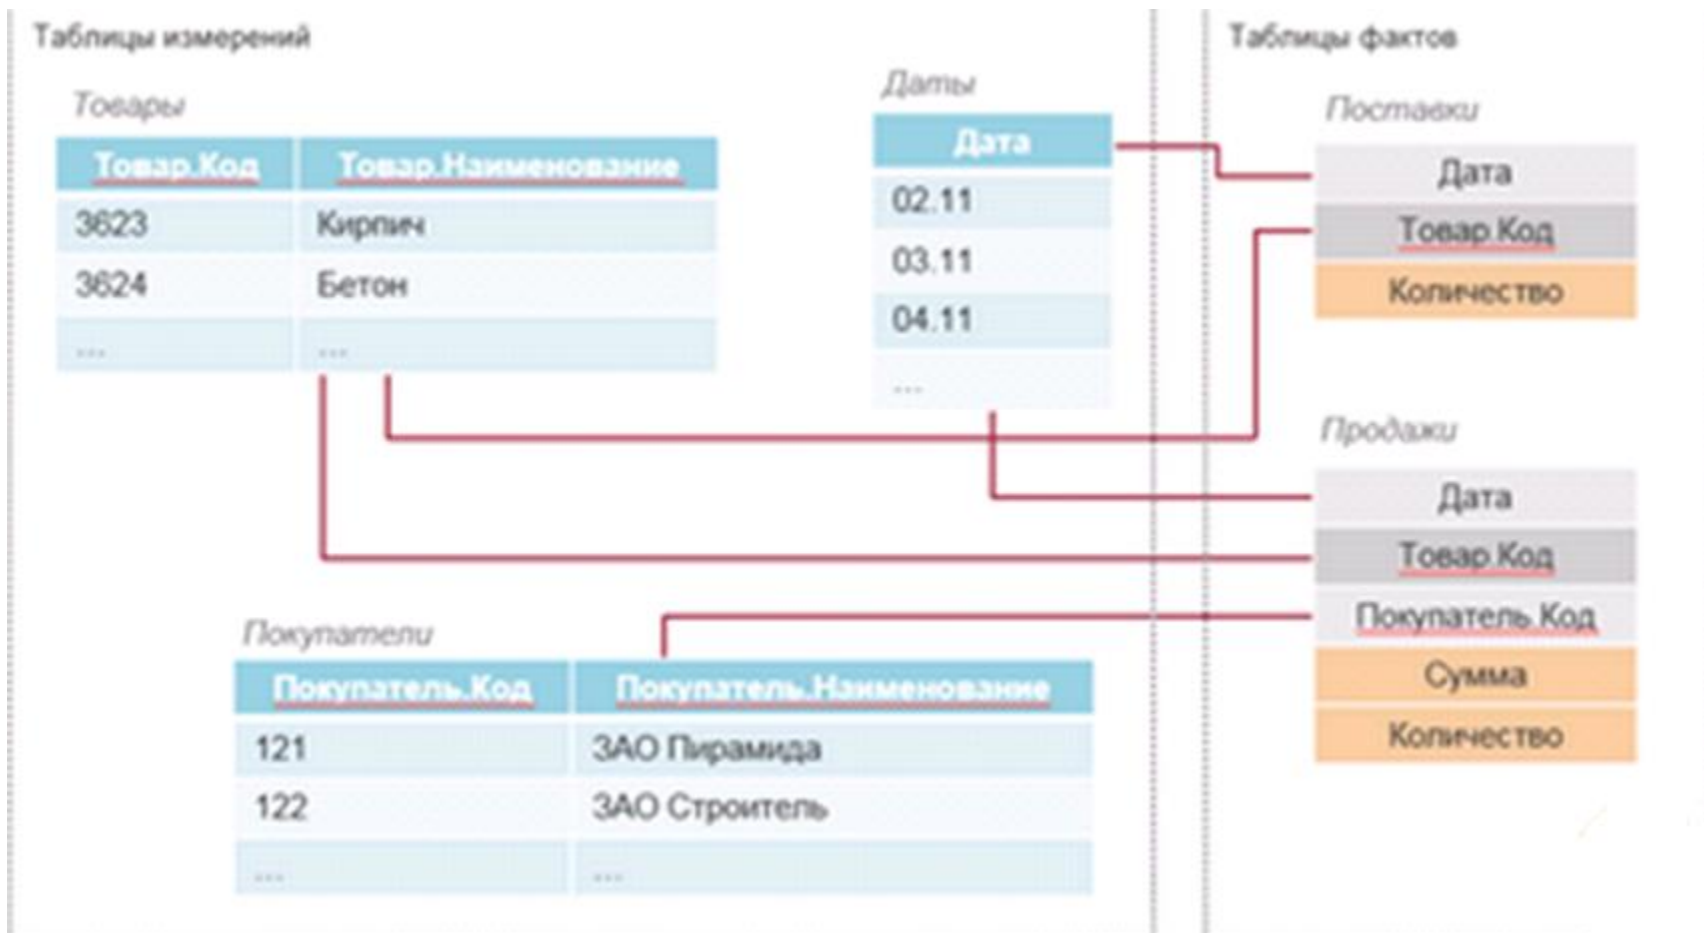 Таблицы измерений
Товары
Товар.Код Товар.Наименование
3623 Кирпич
3624 Бетон
... ...
Даты
Дата
02.11
03.11
04.11
...
Покупатели
Покупатель.Код Покупатель.Наименование
121 ЗАО Пирамида
122 ЗАО Строитель
... ...
Таблицы фактов
Поставки
Дата
Товар.Код
Количество
Продажи
Дата
Товар.Код
Покупатель.Код
Сумма
Количество